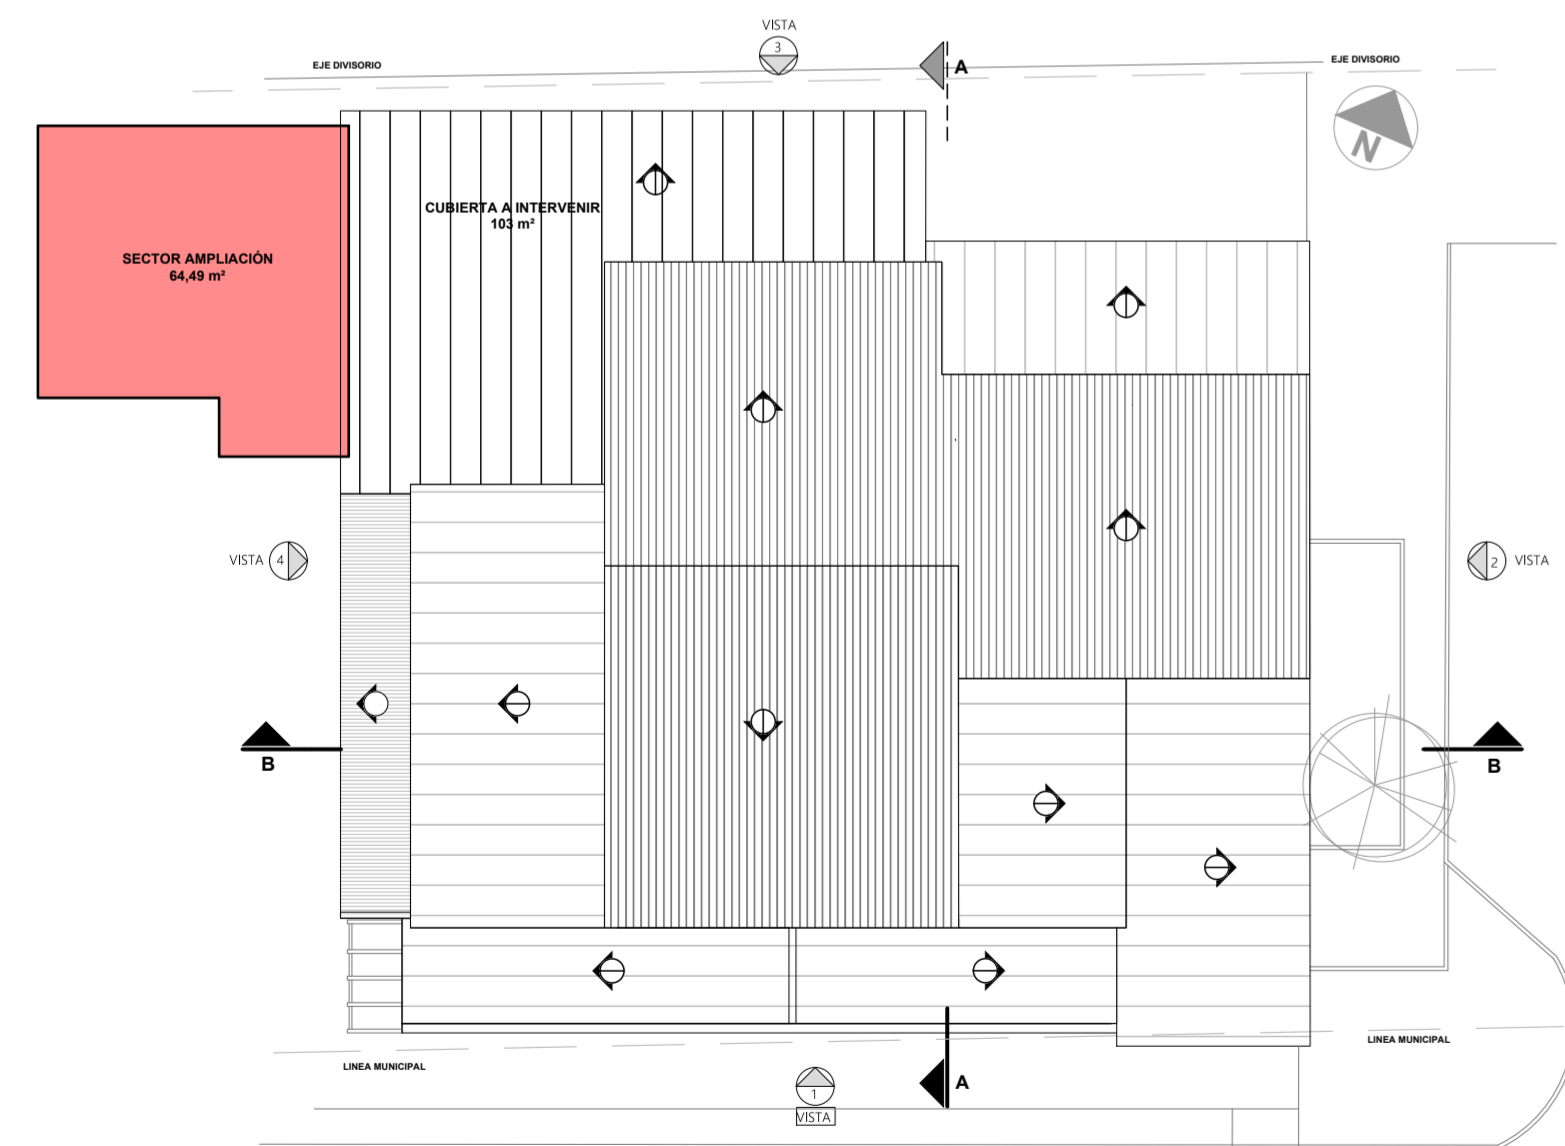 VISTA
3
A
EJE DIVISORIO
EJE DIVISORIO
N
CUBIERTA A INTERVENIR
103 m²
SECTOR AMPLIACIÓN
64,49 m²
VISTA 4
2 VISTA
B
B
LINEA MUNICIPAL
LINEA MUNICIPAL
A
1
VISTA